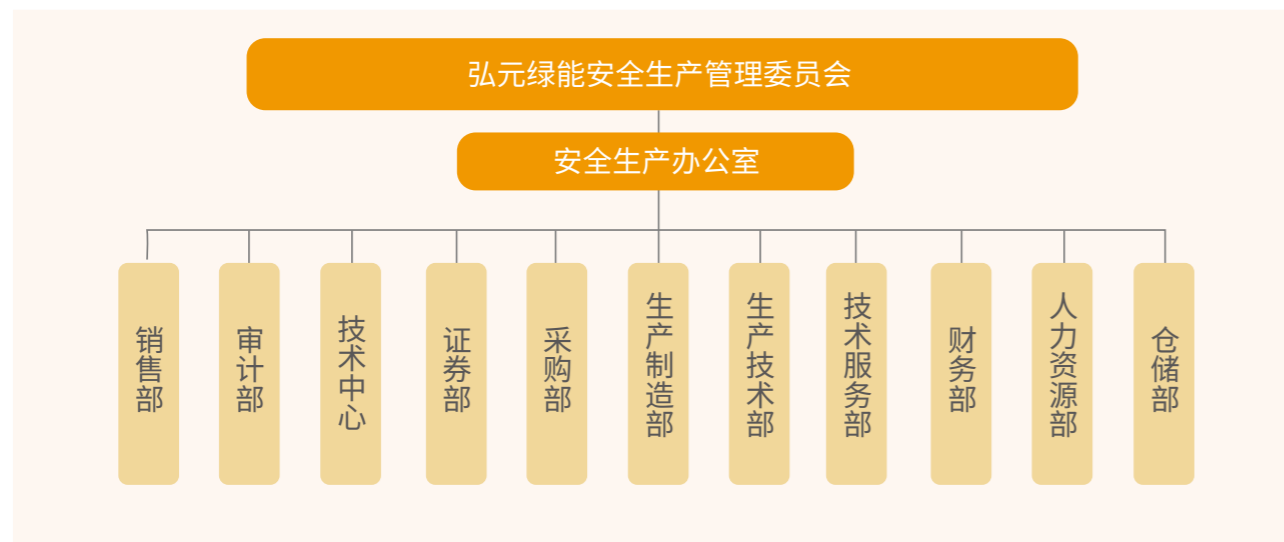 弘元绿能安全生产管理委员会
安全生产办公室
销售部
审计部
技术中心
证券部
采购部
生产制造部
生产技术部
技术服务部
财务部
人力资源部
仓储部